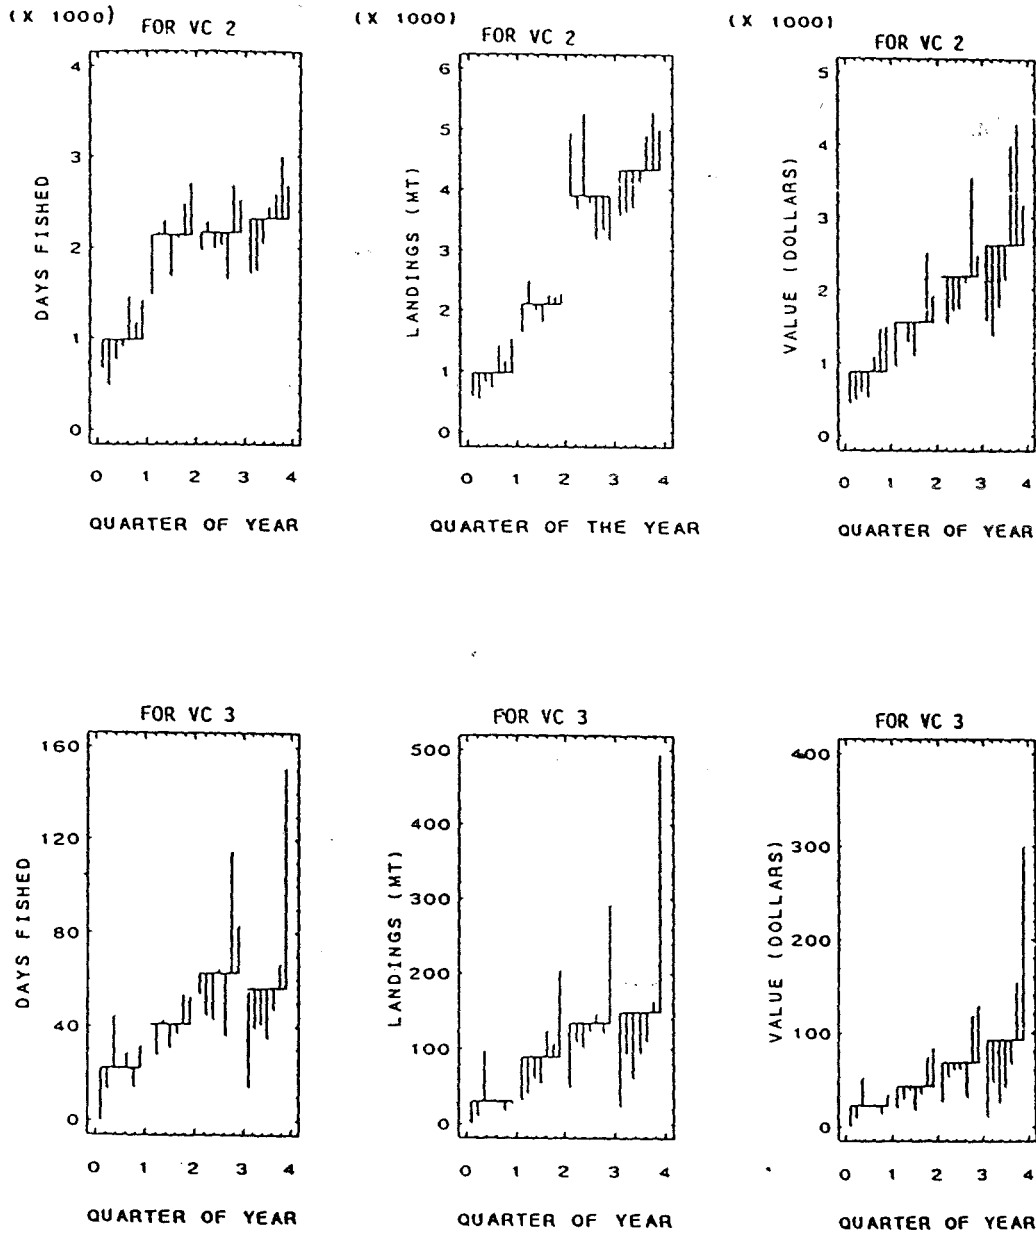 (X 1000)
FOR VC 2
4
3
2
1
0
DAYS FISHED
0 1 2 3 4
QUARTER OF YEAR
(X 1000)
FOR VC 2
6
5
4
3
2
1
0
LANDINGS (MT)
0 1 2 3 4
QUARTER OF THE YEAR
(X 1000)
FOR VC 2
5
4
3
2
1
0
VALUE (DOLLARS)
0 1 2 3 4
QUARTER OF YEAR
FOR VC 3
160
120
80
40
0
DAYS FISHED
0 1 2 3 4
QUARTER OF YEAR
FOR VC 3
500
400
300
200
100
0
LANDINGS (MT)
0 1 2 3 4
QUARTER OF YEAR
FOR VC 3
400
300
200
100
0
VALUE (DOLLARS)
0 1 2 3 4
QUARTER OF YEAR